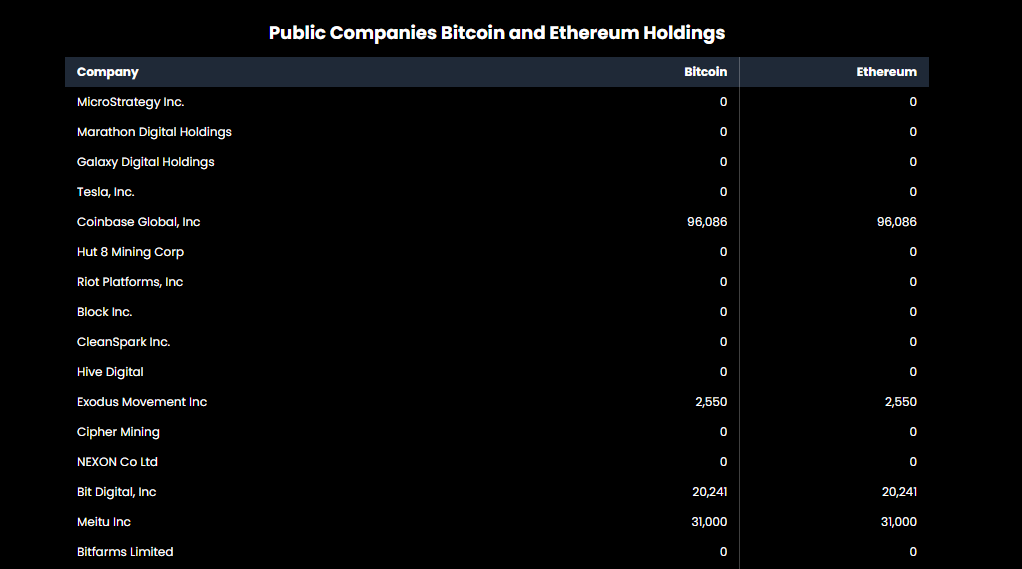 Public Companies Bitcoin and Ethereum Holdings
Company Bitcoin Ethereum
MicroStrategy Inc. 0 0
Marathon Digital Holdings 0 0
Galaxy Digital Holdings 0 0
Tesla, Inc. 0 0
Coinbase Global, Inc 96,086 96,086
Hut 8 Mining Corp 0 0
Riot Platforms, Inc 0 0
Block Inc. 0 0
CleanSpark Inc. 0 0
Hive Digital 0 0
Exodus Movement Inc 2,550 2,550
Cipher Mining 0 0
NEXON Co Ltd 0 0
Bit Digital, Inc 20,241 20,241
Meitu Inc 31,000 31,000
Bitfarms Limited 0 0